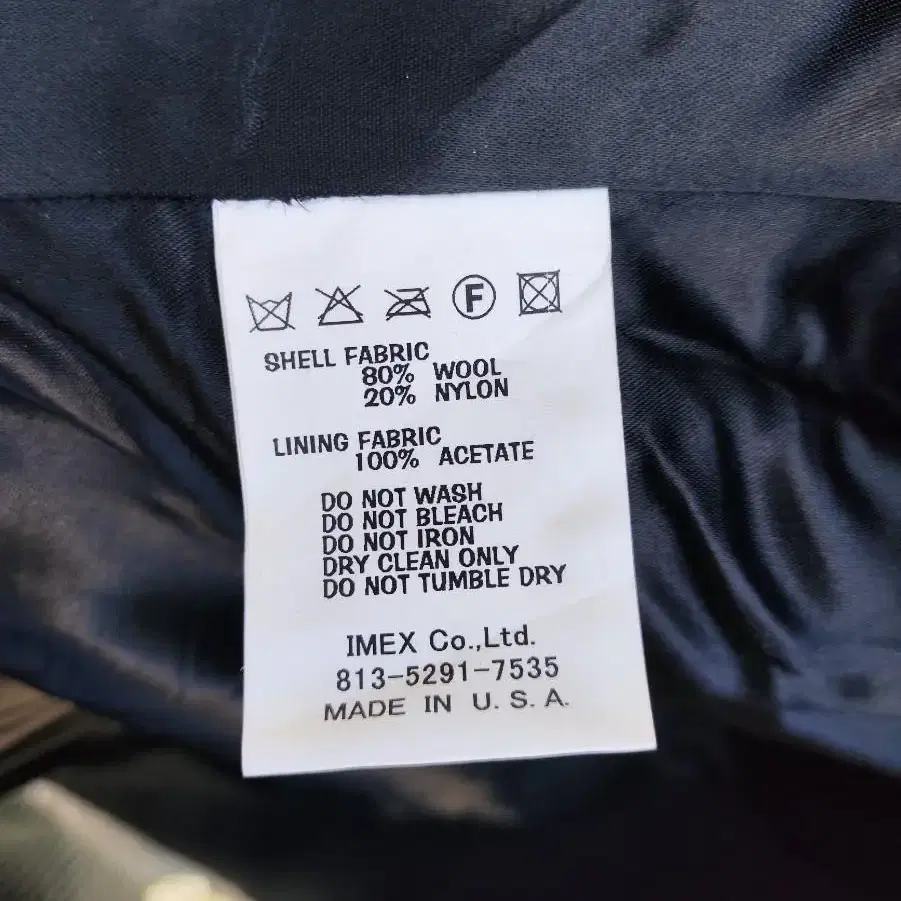 F
SHELL FABRIC
80% WOOL
20% NYLON
LINING FABRIC
100% ACETATE
DO NOT WASH
DO NOT BLEACH
DO NOT IRON
DRY CLEAN ONLY
DO NOT TUMBLE DRY
IMEX Co.,Ltd.
813-5291-7535
MADE IN U.S.A.